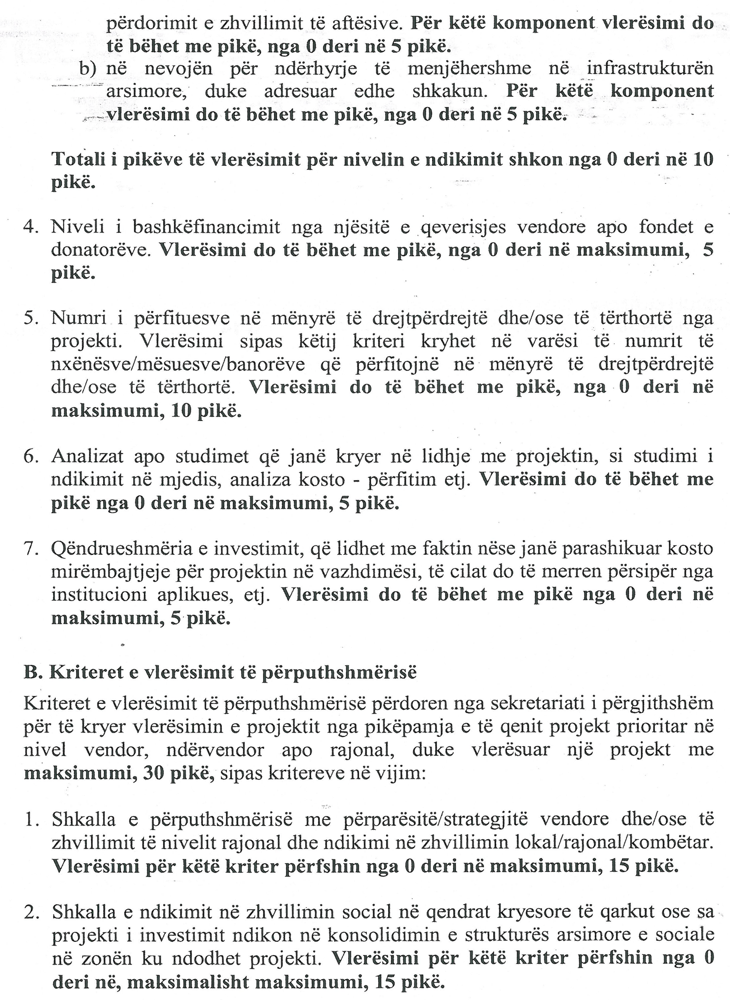 përdorimit e zhvillimit të aftësive. Për këtë komponent vlerësimi do
të bëhet me pikë, nga 0 deri në 5 pikë.
b) në nevojën për ndërhyrje të menjëhershme në infrastrukturën
arsimore, duke adresuar edhe shkakun. Për këtë komponent
vlerësimi do të bëhet me pikë, nga 0 deri në 5 pikë.
Totali i pikëve të vlerësimit për nivelin e ndikimit shkon nga 0 deri në 10
pikë.
4. Niveli i bashkëfinancimit nga njësitë e qeverisjes vendore apo fondet e
donatorëve. Vlerësimi do të bëhet me pikë, nga 0 deri në maksimumi, 5
pikë.
5. Numri i përfituesve në mënyrë të drejtpërdrejtë dhe/ose të tërthortë nga
projekti. Vlerësimi sipas këtij kriteri kryhet në varësi të numrit të
nxënësve/mësuesve/banorëve që përfitojnë në mënyrë të drejtpërdrejtë
dhe/ose të tërthortë. Vlerësimi do të bëhet me pikë, nga 0 deri në
maksimumi, 10 pikë.
6. Analizat apo studimet që janë kryer në lidhje me projektin, si studimi i
ndikimit në mjedis, analiza kosto - përfitim etj. Vlerësimi do të bëhet me
pikë nga 0 deri në maksimumi, 5 pikë.
7. Qëndrueshmëria e investimit, që lidhet me faktin nëse janë parashikuar kosto
mirëmbajtjeje për projektin në vazhdimësi, të cilat do të merren përsipër nga
institucioni aplikues, etj. Vlerësimi do të bëhet me pikë nga 0 deri në
maksimumi, 5 pikë.
B. Kriteret e vlerësimit të përputhshmërisë
Kriteret e vlerësimit të përputhshmërisë përdoren nga sekretariati i përgjithshëm
për të kryer vlerësimin e projektit nga pikëpamja e të qenit projekt prioritar në
nivel vendor, ndërvendor apo rajonal, duke vlerësuar një projekt me
maksimumi, 30 pikë, sipas kritereve në vijim:
1. Shkalla e përputhshmërisë me përparësitë/strategjitë vendore dhe/ose të
zhvillimit të nivelit rajonal dhe ndikimi në zhvillimin lokal/rajonal/kombëtar.
Vlerësimi për këtë kriter përfshin nga 0 deri në maksimumi, 15 pikë.
2. Shkalla e ndikimit në zhvillimin social në qendrat kryesore të qarkut ose sa
projekti i investimit ndikon në konsolidimin e strukturës arsimore e sociale
në zonën ku ndodhet projekti. Vlerësimi për këtë kriter përfshin nga 0
deri në, maksimalisht maksimumi, 15 pikë.